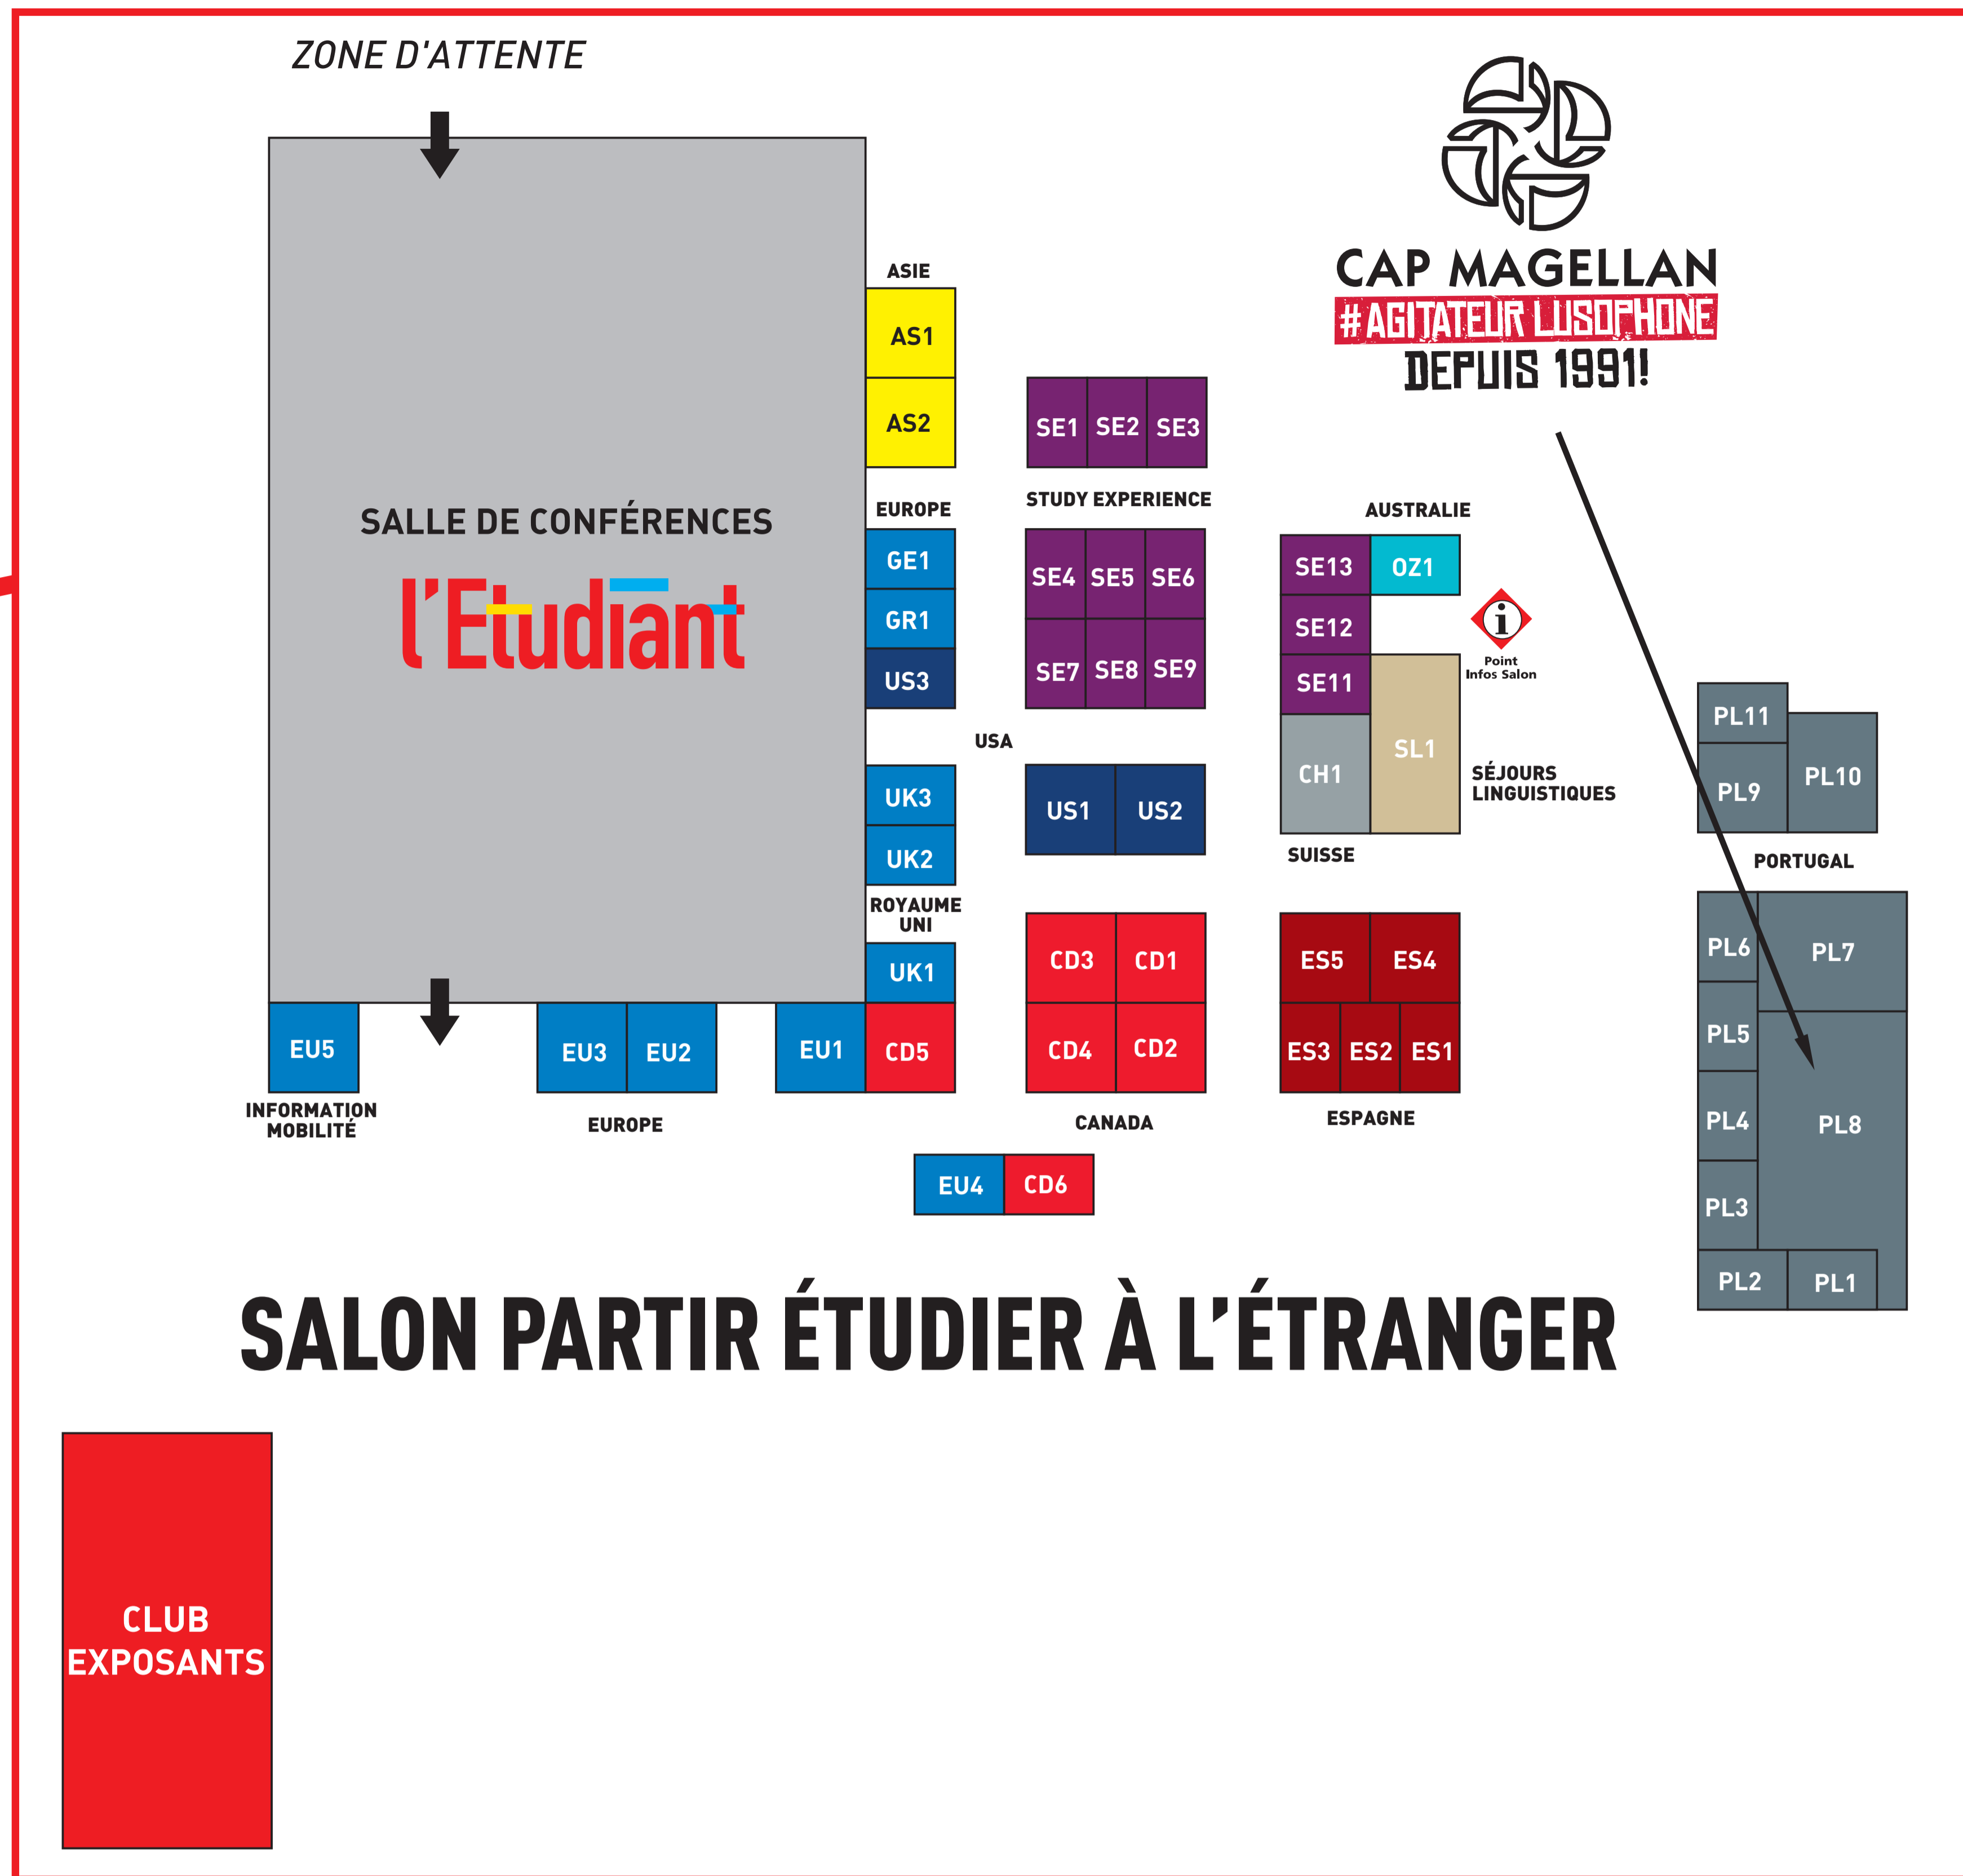 ZONE D'ATTENTE
CAP MAGELLAN
#AGITATEUR LUSOPHONE
DEPUIS 1991!
ASIE
AS1
AS2
SE1 SE2 SE3
STUDY EXPERIENCE
SALLE DE CONFÉRENCES
l'Etudiant
EUROPE
GE1
GR1
US3
SE4 SE5 SE6
SE7 SE8 SE9
AUSTRALIE
SE13 OZ1
SE12
SE11
CH1
SL1
Point
Infos Salon
SÉJOURS
LINGUISTIQUES
SUISSE
USA
US1 US2
UK3
UK2
ROYAUME
UNI
UK1
PL11
PL9
PL10
PORTUGAL
CD3 CD1
CD4 CD2
CANADA
ES5 ES4
ES3 ES2 ES1
ESPAGNE
PL6 PL7
PL5
PL4 PL8
PL3
PL2 PL1
EU5
INFORMATION
MOBILITÉ
EU3 EU2
EUROPE
EU1 CD5
EU4 CD6
SALON PARTIR ÉTUDIER À L'ÉTRANGER
CLUB
EXPOSANTS